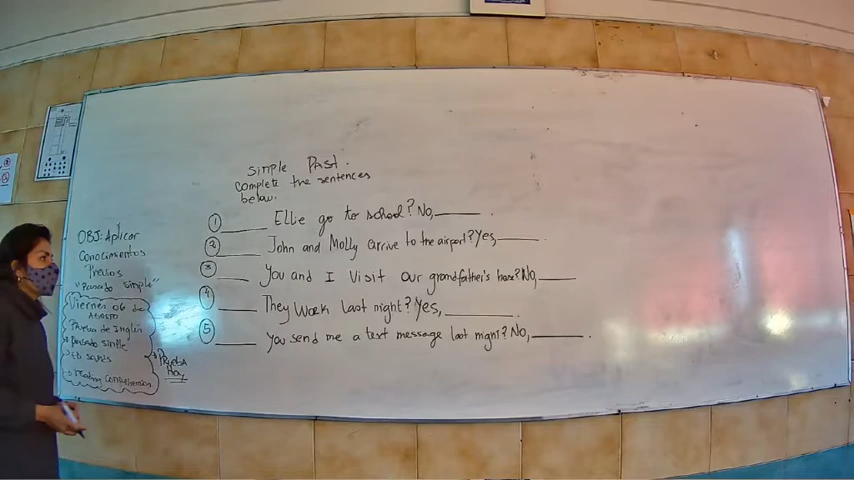 Simple Past.
complete the sentences
below.
① ____ Ellie go to school? No, ____.
② ____ John and Molly arrive to the airport? Yes, ____.
③ ____ You and I visit our grandfather's house? No, ____
④ ____ They work last night? Yes, ____.
⑤ ____ you send me a text message last night? No, ____.
OBJ: Aplicar
Conocimientos
Previos
"Pasado Simple"
Viernes 06 de
Agosto
Prueba de Inglés
Pasado simple
ED sounds
Reading Comprehension
Prueba
Hoy